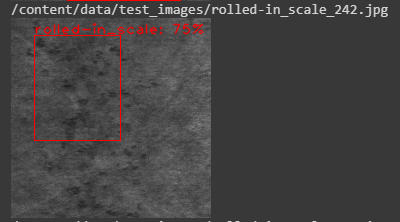 /content/data/test_images/rolled-in_scale_242.jpg
rolled-in_scale: 75%